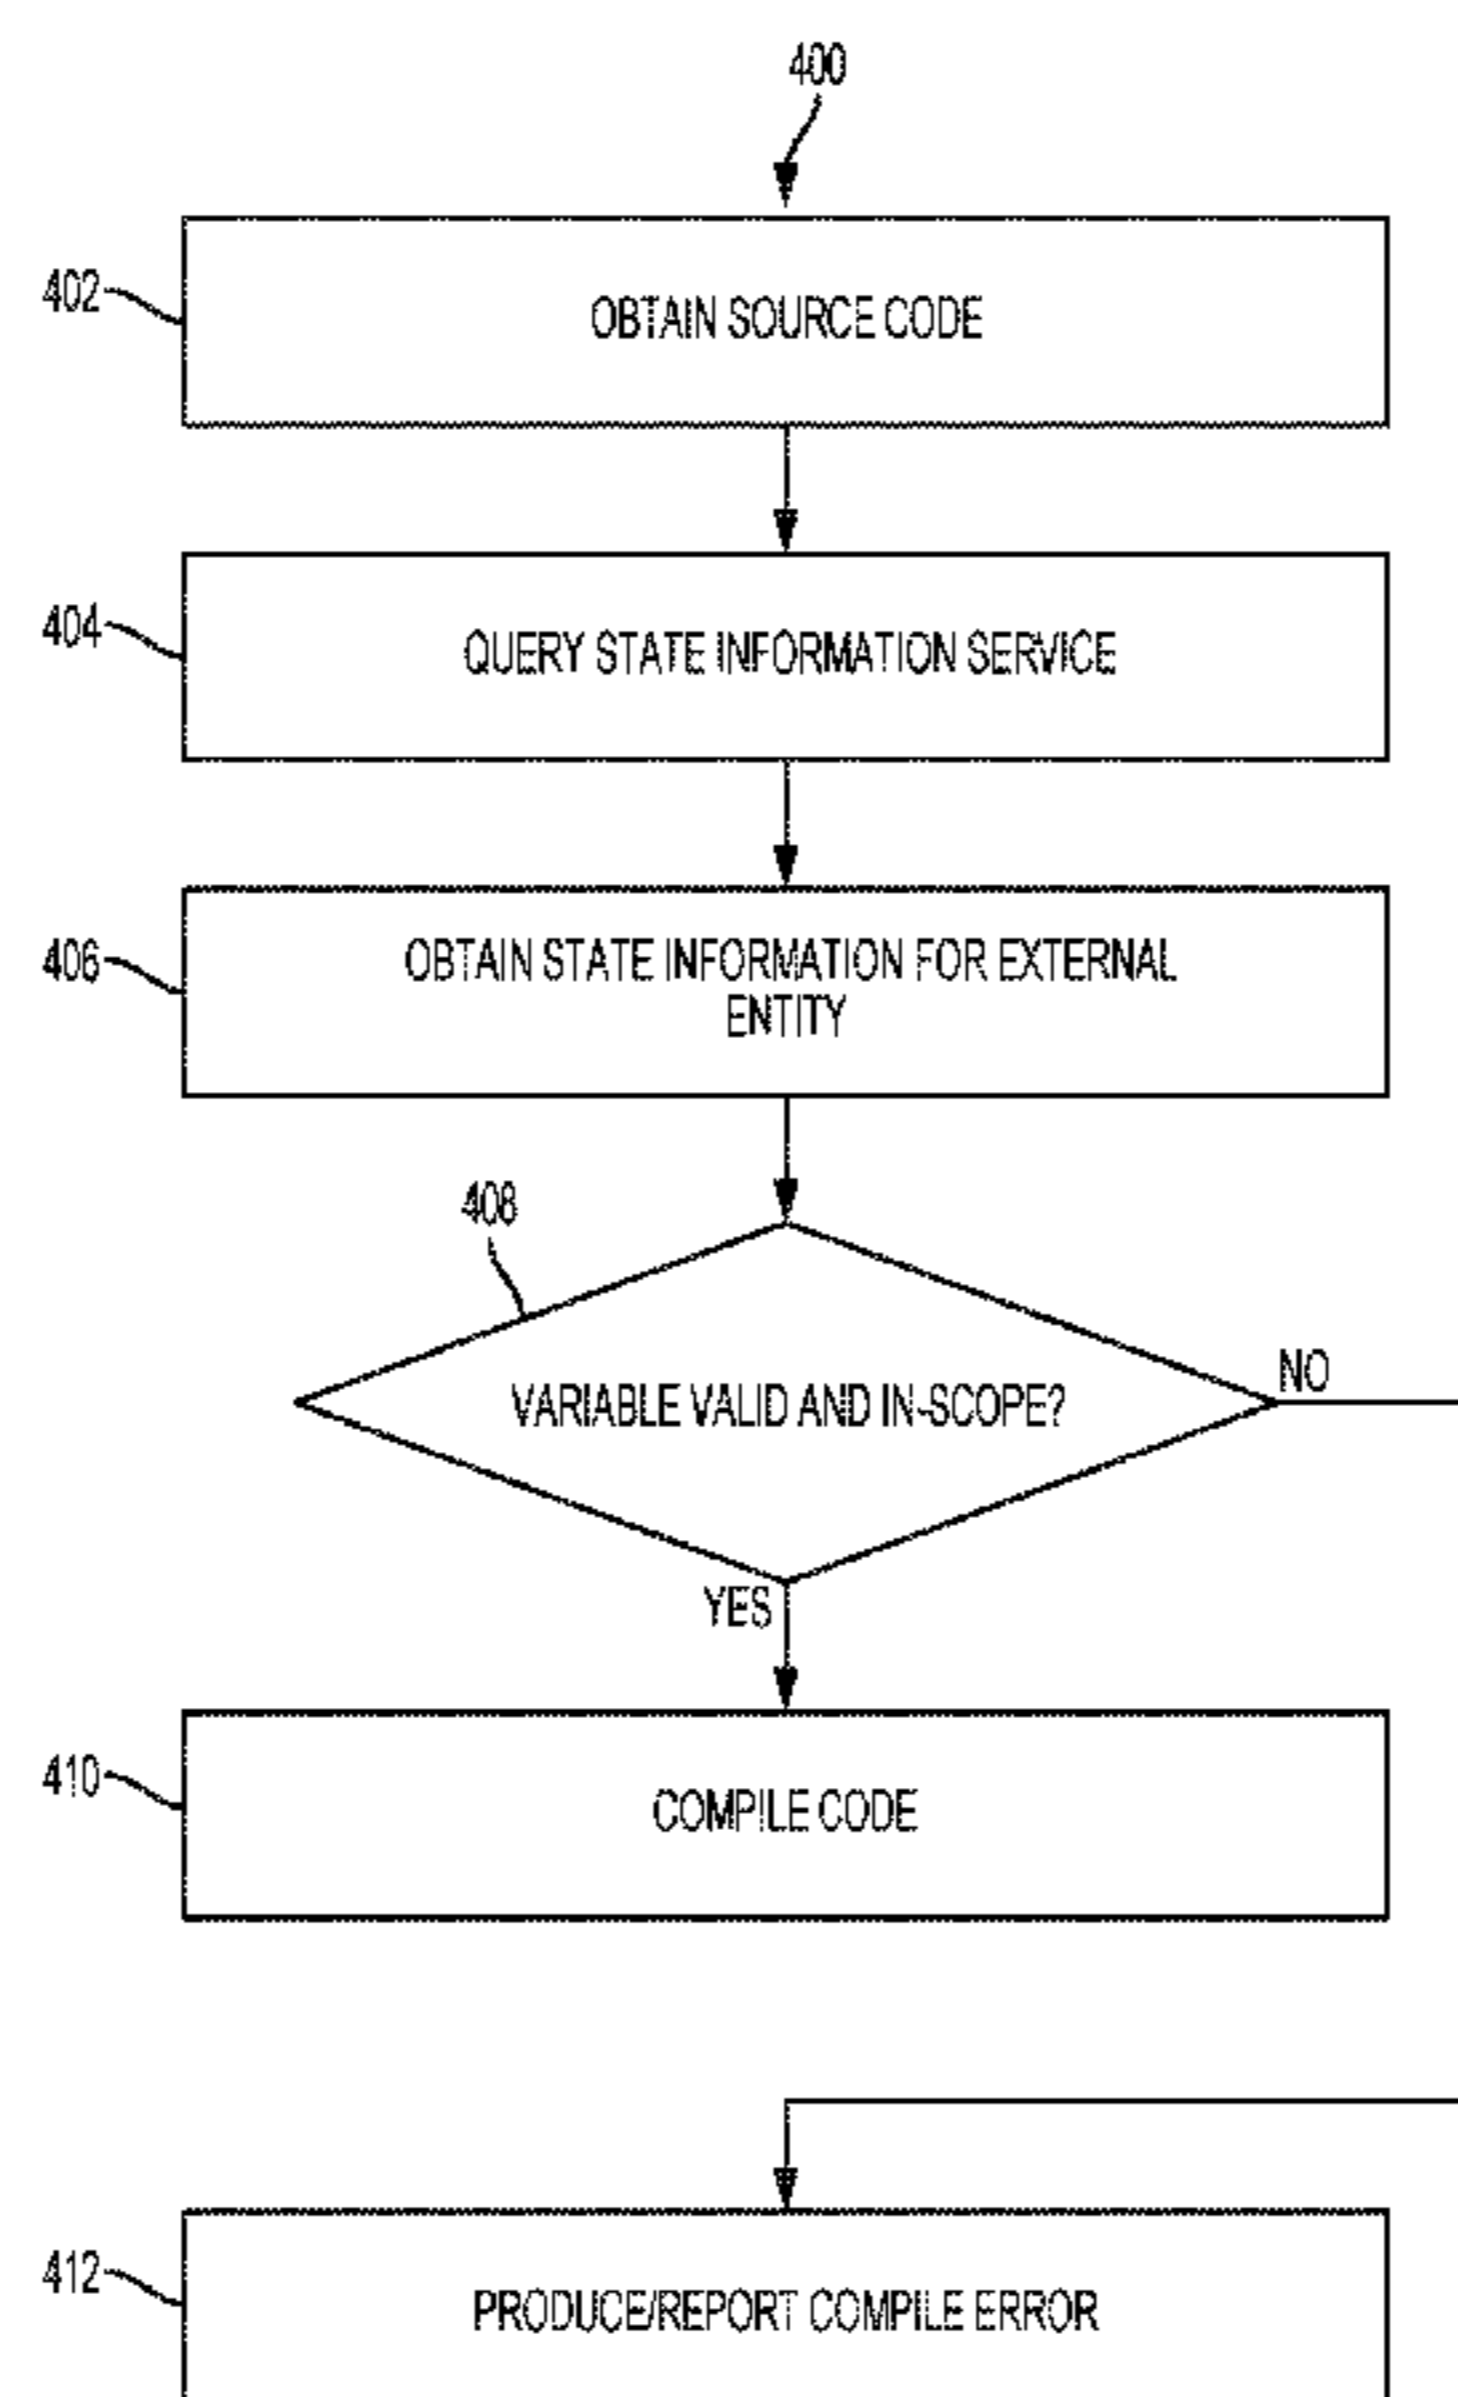 400
402
OBTAIN SOURCE CODE
404
QUERY STATE INFORMATION SERVICE
406
OBTAIN STATE INFORMATION FOR EXTERNAL
ENTITY
408
VARIABLE VALID AND IN-SCOPE?
NO
YES
410
COMPILE CODE
412
PRODUCE/REPORT COMPILE ERROR